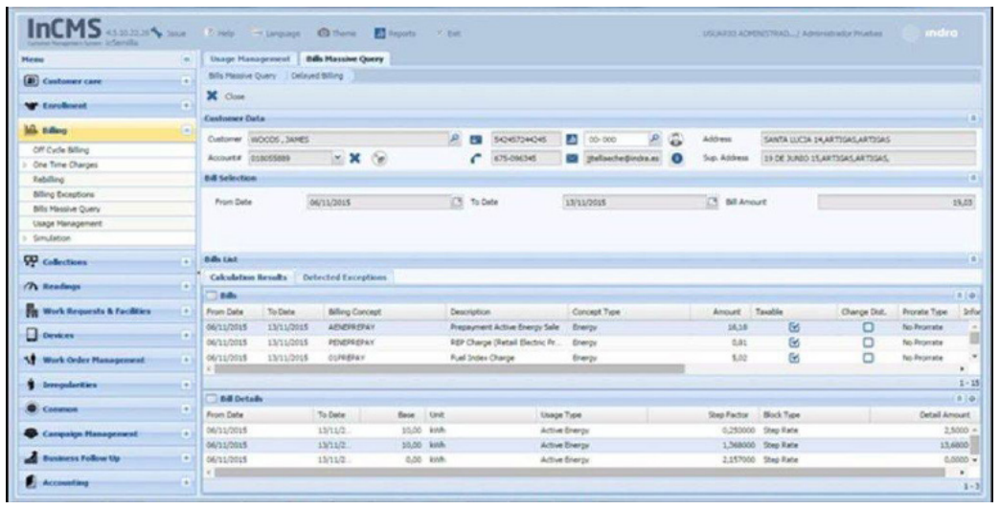 InCMS 4.5.10.22.26 Issue Help Language Theme Reports Exit USUARIO ADMINISTRAD.../ Administrador Pruebas indra
Customer Management System
Menu
Customer care
Enrollment
Billing
Off Cycle Billing
One Time Charges
Rebilling
Billing Exceptions
Bills Massive Query
Usage Management
Simulation
Collections
Readings
Work Requests & Facilities
Devices
Work Order Management
Irregularities
Common
Campaign Management
Business Follow Up
Accounting
Usage Management Bills Massive Query
Bills Massive Query Delayed Billing
Close
Customer Data
Customer WOODS , JAMES 542457244245 00-000 Address SANTA LUCIA 14,ARTIGAS,ARTIGAS
Account# 018055889 675-096345 jtellaeche@indra.es Sup. Address 19 DE JUNIO 15,ARTIGAS,ARTIGAS,
Bill Selection
From Date 06/11/2015 To Date 13/11/2015 Bill Amount 19,03
Bills List
Calculation Results Detected Exceptions
Bills
From Date To Date Billing Concept Description Concept Type Amount Taxable Change Dist. Prorate Type Infor
06/11/2015 13/11/2015 AENEPREPAY Prepayment Active Energy Sale Energy 16,18 No Prorrate
06/11/2015 13/11/2015 PENEPREPAY REP Charge (Retail Electric Pr... Energy 0,81 No Prorrate
06/11/2015 13/11/2015 01PREPAY Fuel Index Charge Energy 5,02 No Prorrate
1 - 15
Bill Details
From Date To Date Base Unit Usage Type Step Factor Block Type Detail Amount
06/11/2015 13/11/2... 10,00 kWh Active Energy 0,250000 Step Rate 2,5000
06/11/2015 13/11/2... 10,00 kWh Active Energy 1,368000 Step Rate 13,6800
06/11/2015 13/11/2... 0,00 kWh Active Energy 2,157000 Step Rate 0,0000
1 - 3